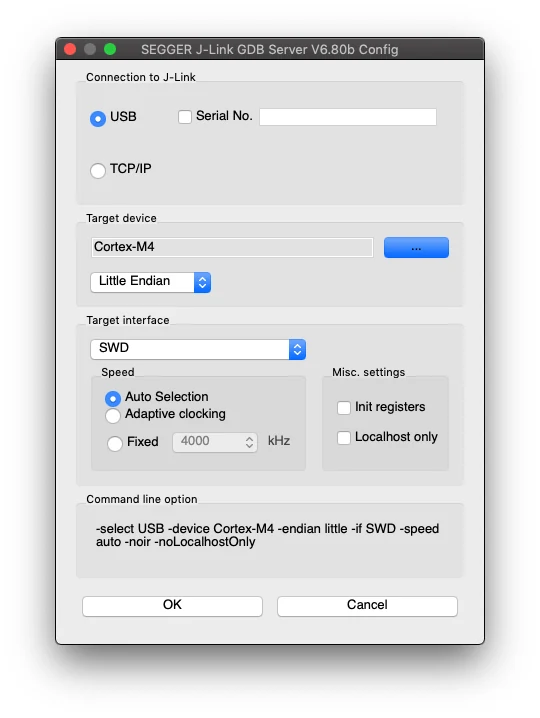 SEGGER J-Link GDB Server V6.80b Config
Connection to J-Link
USB
Serial No.
TCP/IP
Target device
Cortex-M4
...
Little Endian
Target interface
SWD
Speed
Misc. settings
Auto Selection
Adaptive clocking
Fixed
4000
kHz
Init registers
Localhost only
Command line option
-select USB -device Cortex-M4 -endian little -if SWD -speed
auto -noir -noLocalhostOnly
OK
Cancel